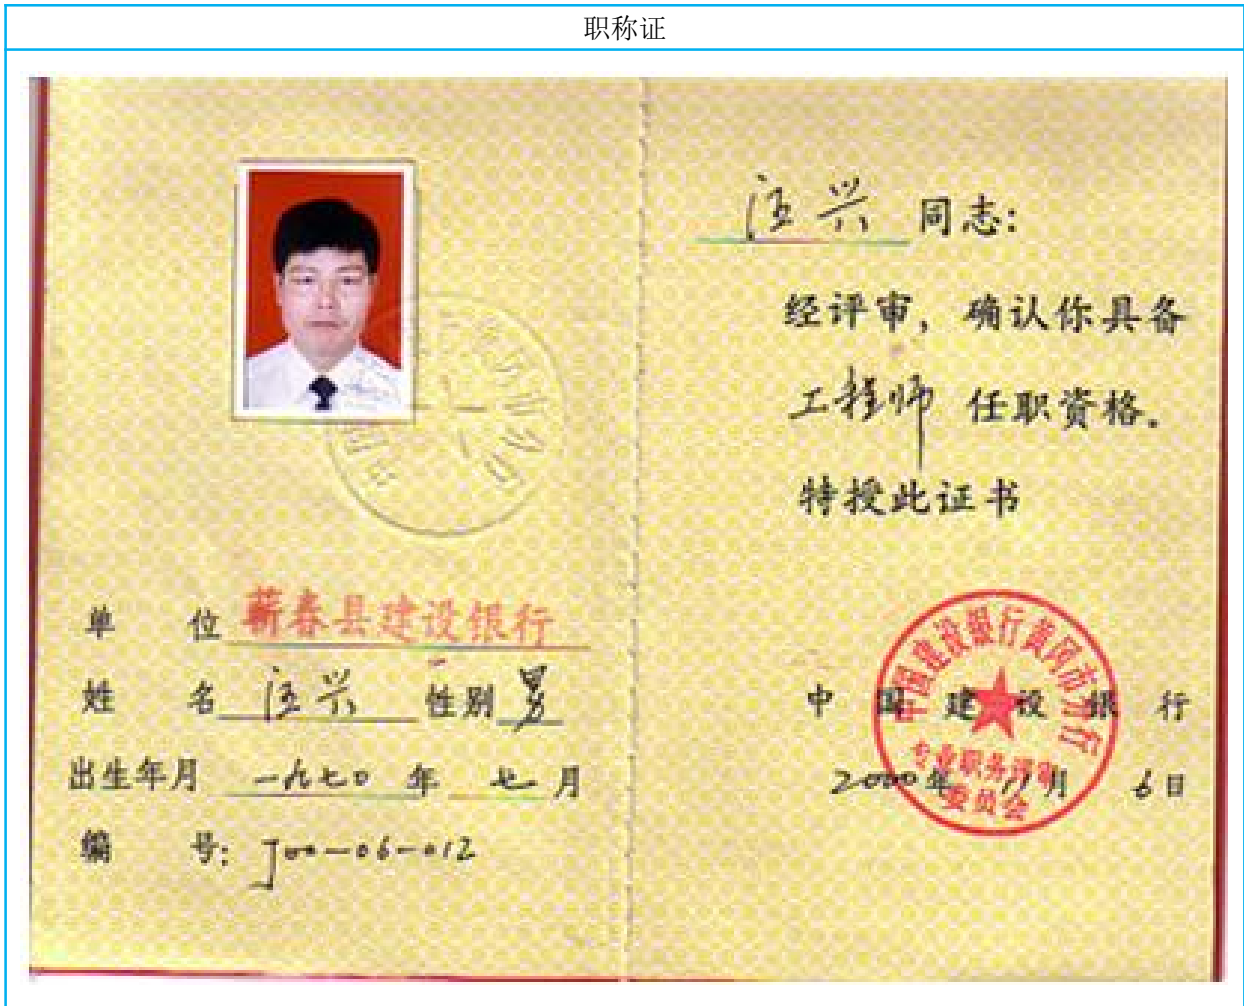 职称证
汪兴 同志:
经评审, 确认你具备
工程师 任职资格.
特授此证书
单 位 蕲春县建设银行
姓 名 汪兴 性别 男
出生年月 一九七〇 年 七 月
编 号: J00-06-012
中 国 建 设 银 行
2000年 11月 6日
中国建设银行黄冈市分行
专业职务评审
委员会